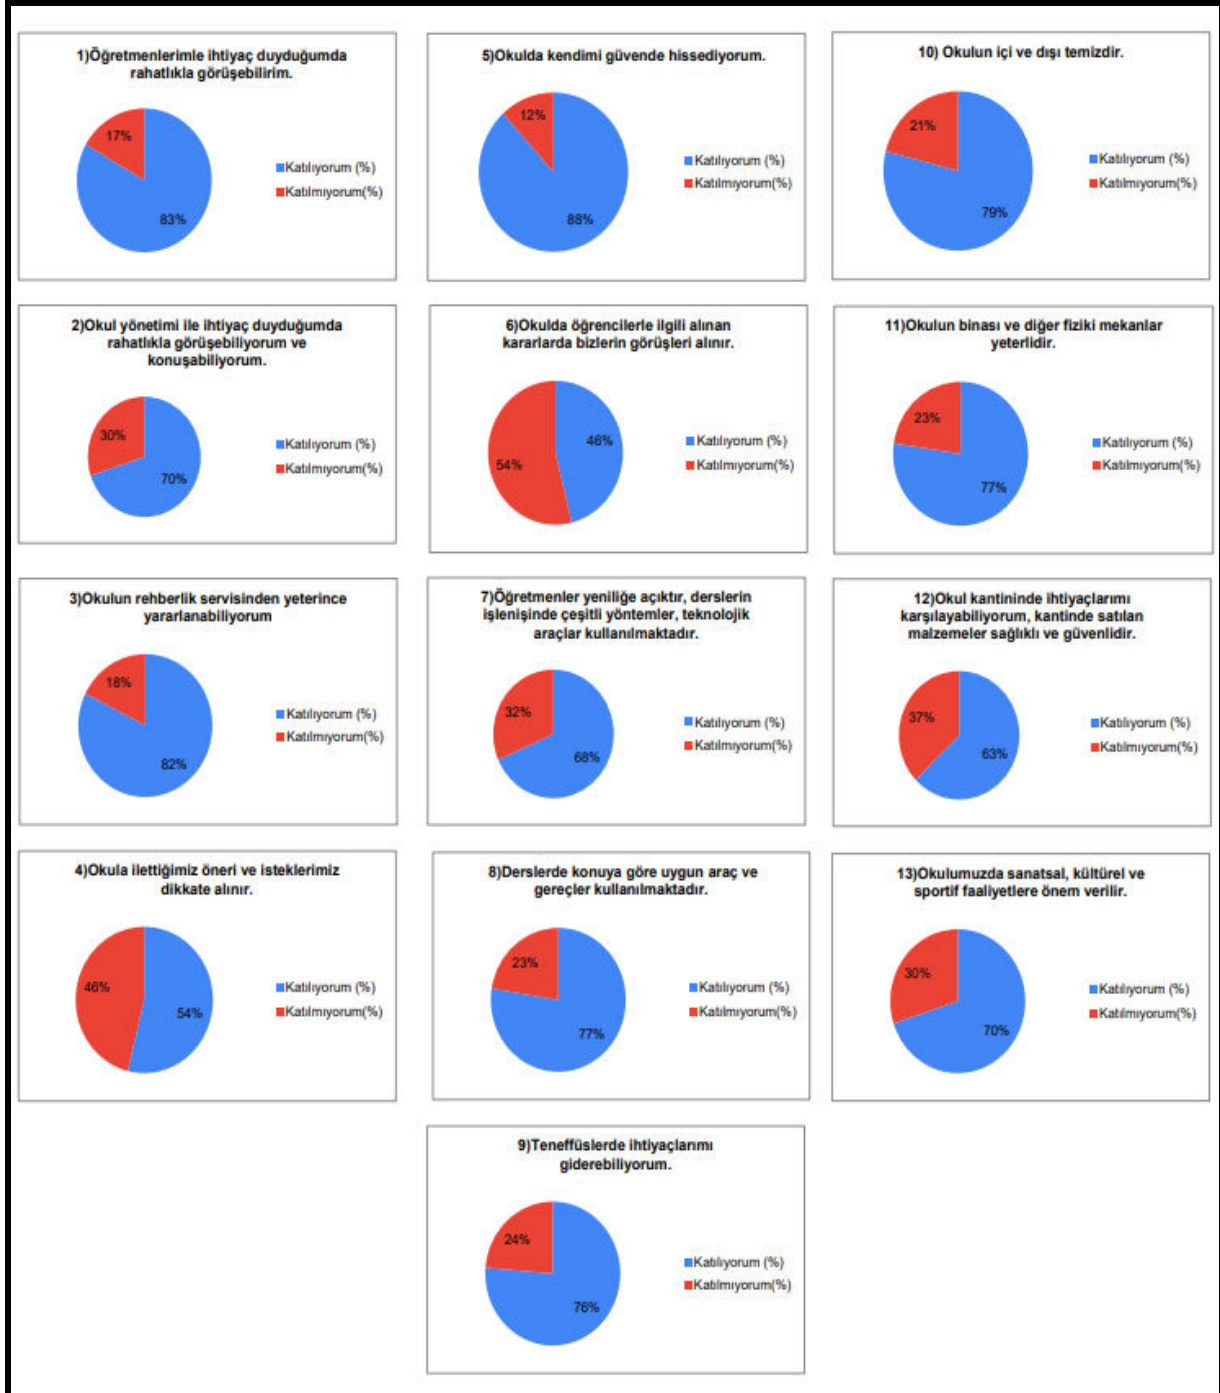 1)Öğretmenlerimle ihtiyaç duyduğumda
rahatlıkla görüşebilirim.
17%
83%
Katılıyorum (%)
Katılmıyorum(%)
2)Okul yönetimi ile ihtiyaç duyduğumda
rahatlıkla görüşebiliyorum ve
konuşabiliyorum.
30%
70%
Katılıyorum (%)
Katılmıyorum(%)
3)Okulun rehberlik servisinden yeterince
yararlanabiliyorum
18%
82%
Katılıyorum (%)
Katılmıyorum(%)
4)Okula ilettiğimiz öneri ve isteklerimiz
dikkate alınır.
46%
54%
Katılıyorum (%)
Katılmıyorum(%)
5)Okulda kendimi güvende hissediyorum.
12%
88%
Katılıyorum (%)
Katılmıyorum(%)
6)Okulda öğrencilerle ilgili alınan
kararlarda bizlerin görüşleri alınır.
46%
54%
Katılıyorum (%)
Katılmıyorum(%)
7)Öğretmenler yeniliğe açıktır, derslerin
işlenişinde çeşitli yöntemler, teknolojik
araçlar kullanılmaktadır.
32%
68%
Katılıyorum (%)
Katılmıyorum(%)
8)Derslerde konuya göre uygun araç ve
gereçler kullanılmaktadır.
23%
77%
Katılıyorum (%)
Katılmıyorum(%)
9)Teneffüslerde ihtiyaçlarımı
giderebiliyorum.
24%
76%
Katılıyorum (%)
Katılmıyorum(%)
10) Okulun içi ve dışı temizdir.
21%
79%
Katılıyorum (%)
Katılmıyorum(%)
11)Okulun binası ve diğer fiziki mekanlar
yeterlidir.
23%
77%
Katılıyorum (%)
Katılmıyorum(%)
12)Okul kantininde ihtiyaçlarımı
karşılayabiliyorum, kantinde satılan
malzemeler sağlıklı ve güvenlidir.
37%
63%
Katılıyorum (%)
Katılmıyorum(%)
13)Okulumuzda sanatsal, kültürel ve
sportif faaliyetlere önem verilir.
30%
70%
Katılıyorum (%)
Katılmıyorum(%)